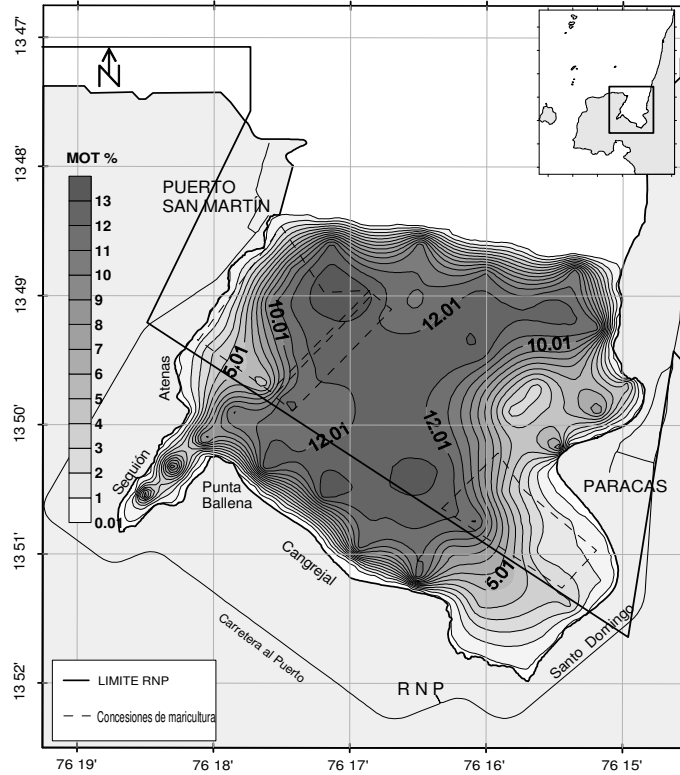 13 47'
13 48'
13 49'
13 50'
13 51'
13 52'
N
MOT %
13
12
11
10
9
8
7
6
5
4
3
2
1
0.01
PUERTO
SAN MARTÍN
10.01
12.01
5.01
10.01
Atenas
12.01
12.01
Sequión
Punta
Ballena
PARACAS
Cangrejal
5.01
Carretera al Puerto
Santo Domingo
R N P
LIMITE RNP
Concesiones de maricultura
76 19'
76 18'
76 17'
76 16'
76 15'